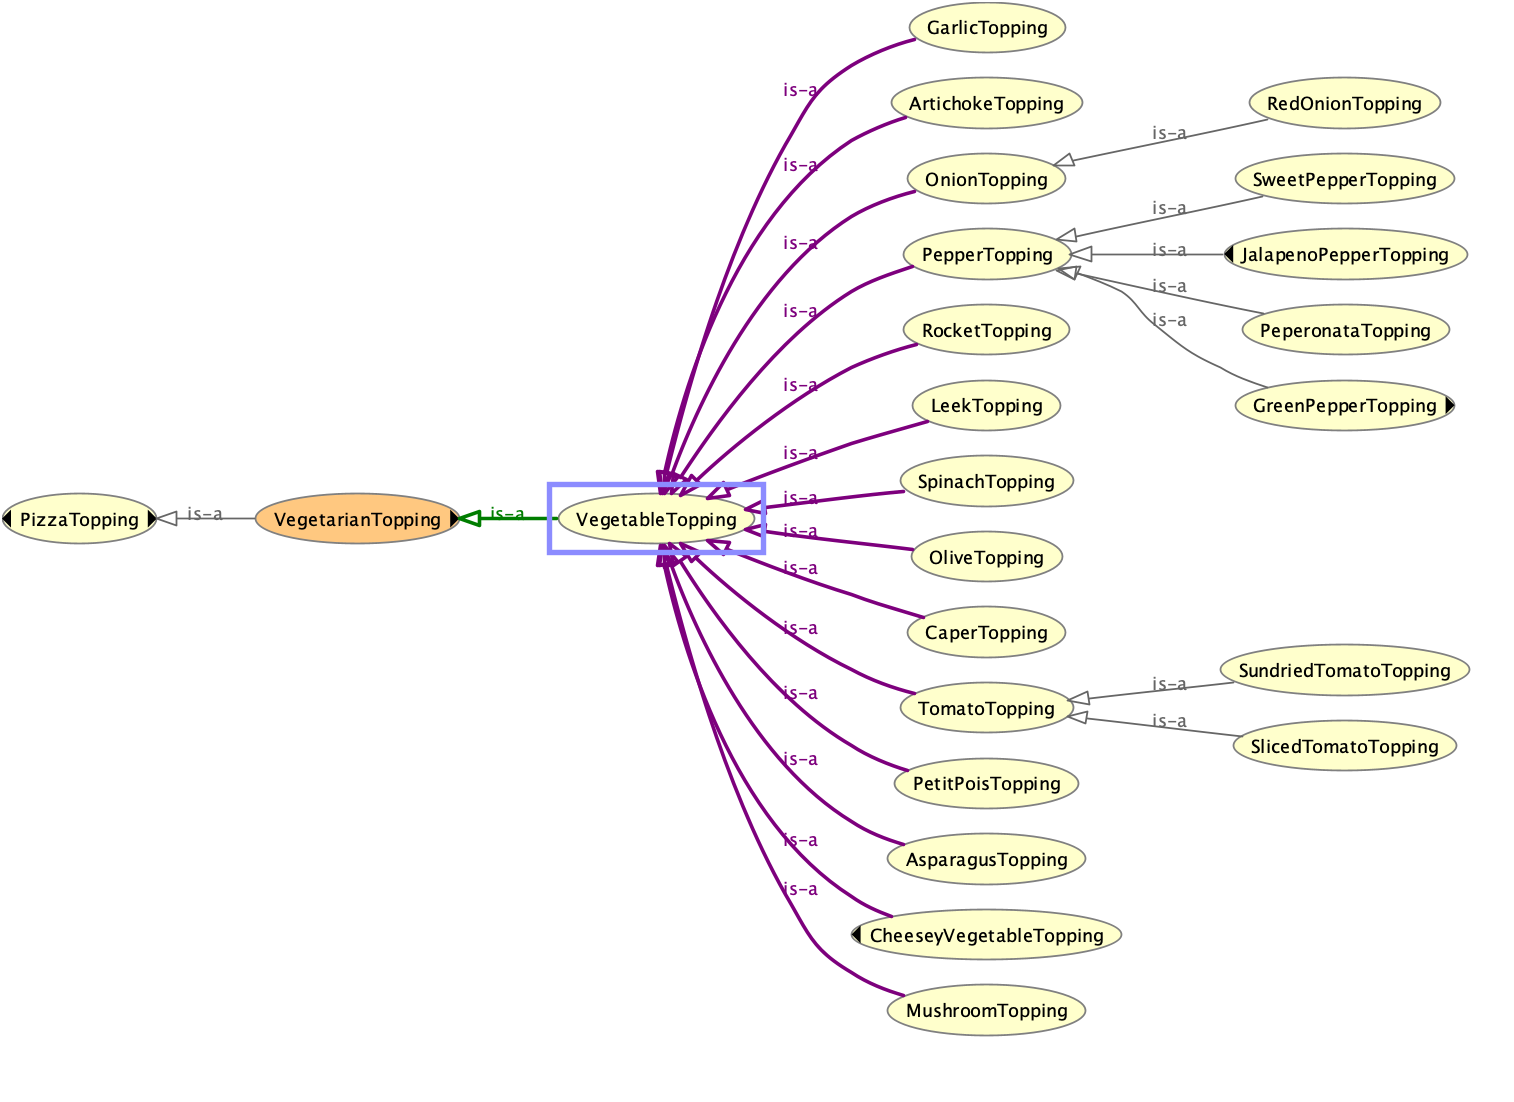 GarlicTopping
is-a
ArtichokeTopping
RedOnionTopping
is-a
is-a
OnionTopping
SweetPepperTopping
is-a
is-a
PepperTopping
is-a
JalapenoPepperTopping
is-a
is-a
RocketTopping
is-a
PeperonataTopping
is-a
LeekTopping
GreenPepperTopping
is-a
SpinachTopping
is-a
PizzaTopping
is-a
VegetarianTopping
is-a
VegetableTopping
is-a
OliveTopping
is-a
CaperTopping
is-a
SundriedTomatoTopping
is-a
is-a
TomatoTopping
is-a
SlicedTomatoTopping
is-a
PetitPoisTopping
is-a
AsparagusTopping
is-a
CheeseyVegetableTopping
MushroomTopping